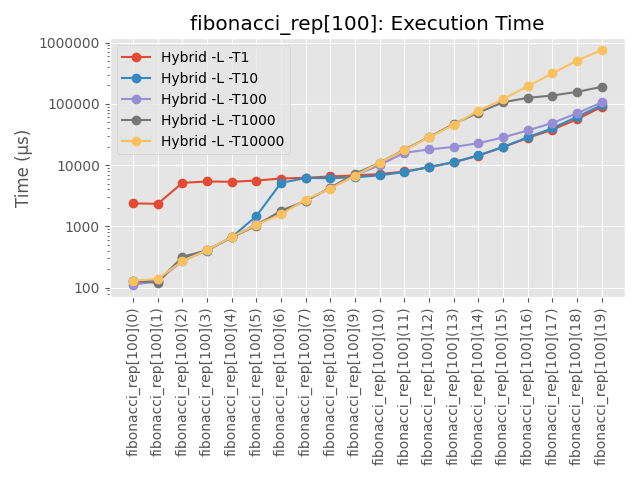 fibonacci_rep[100]: Execution Time
Time (µs)
1000000
100000
10000
1000
100
Hybrid -L -T1
Hybrid -L -T10
Hybrid -L -T100
Hybrid -L -T1000
Hybrid -L -T10000
fibonacci_rep[100](0)
fibonacci_rep[100](1)
fibonacci_rep[100](2)
fibonacci_rep[100](3)
fibonacci_rep[100](4)
fibonacci_rep[100](5)
fibonacci_rep[100](6)
fibonacci_rep[100](7)
fibonacci_rep[100](8)
fibonacci_rep[100](9)
fibonacci_rep[100](10)
fibonacci_rep[100](11)
fibonacci_rep[100](12)
fibonacci_rep[100](13)
fibonacci_rep[100](14)
fibonacci_rep[100](15)
fibonacci_rep[100](16)
fibonacci_rep[100](17)
fibonacci_rep[100](18)
fibonacci_rep[100](19)